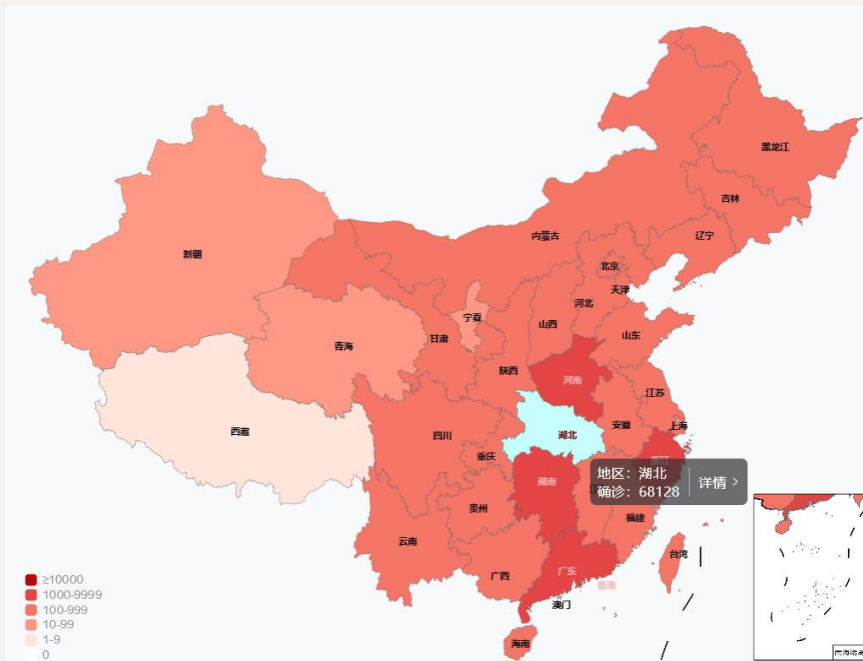 黑龙江
吉林
辽宁
内蒙古
新疆
北京
天津
河北
宁夏
山西
山东
甘肃
青海
陕西
河南
江苏
安徽
上海
西藏
四川
湖北
重庆
地区：湖北
确诊：68128
详情 >
湖南
贵州
福建
云南
台湾
广西
广东
香港
澳门
海南
≥10000
1000-9999
100-999
10-99
1-9
0
南海诸岛